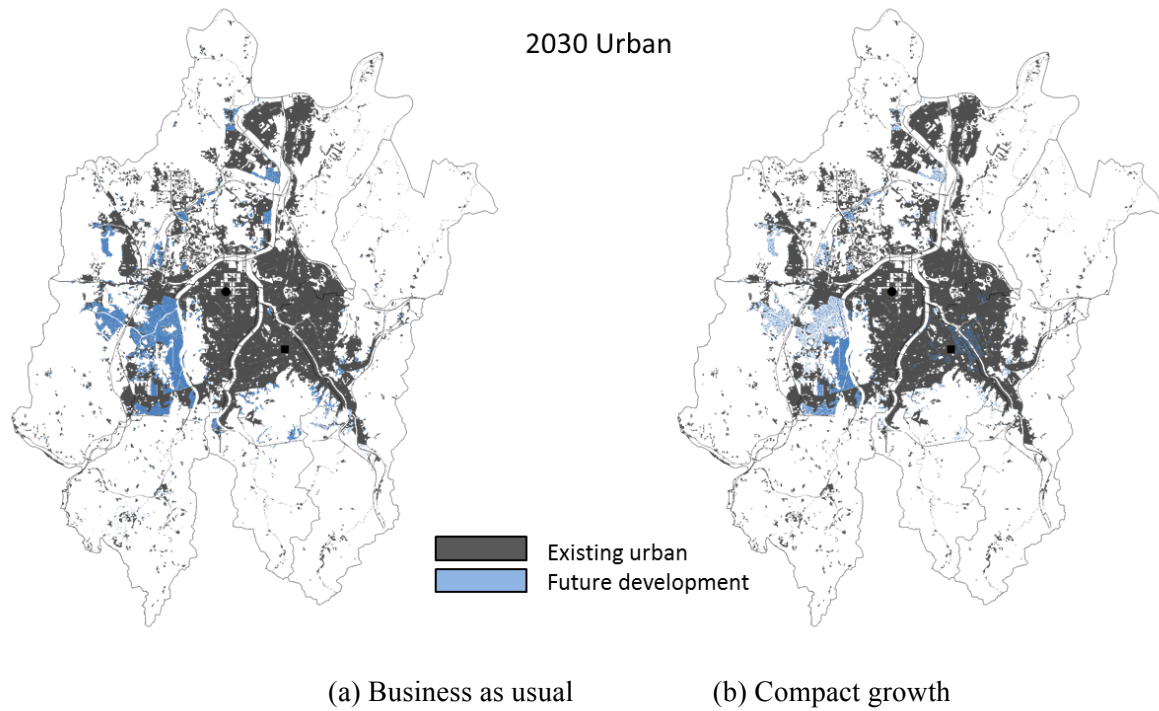 2030 Urban
Existing urban
Future development
(a) Business as usual
(b) Compact growth